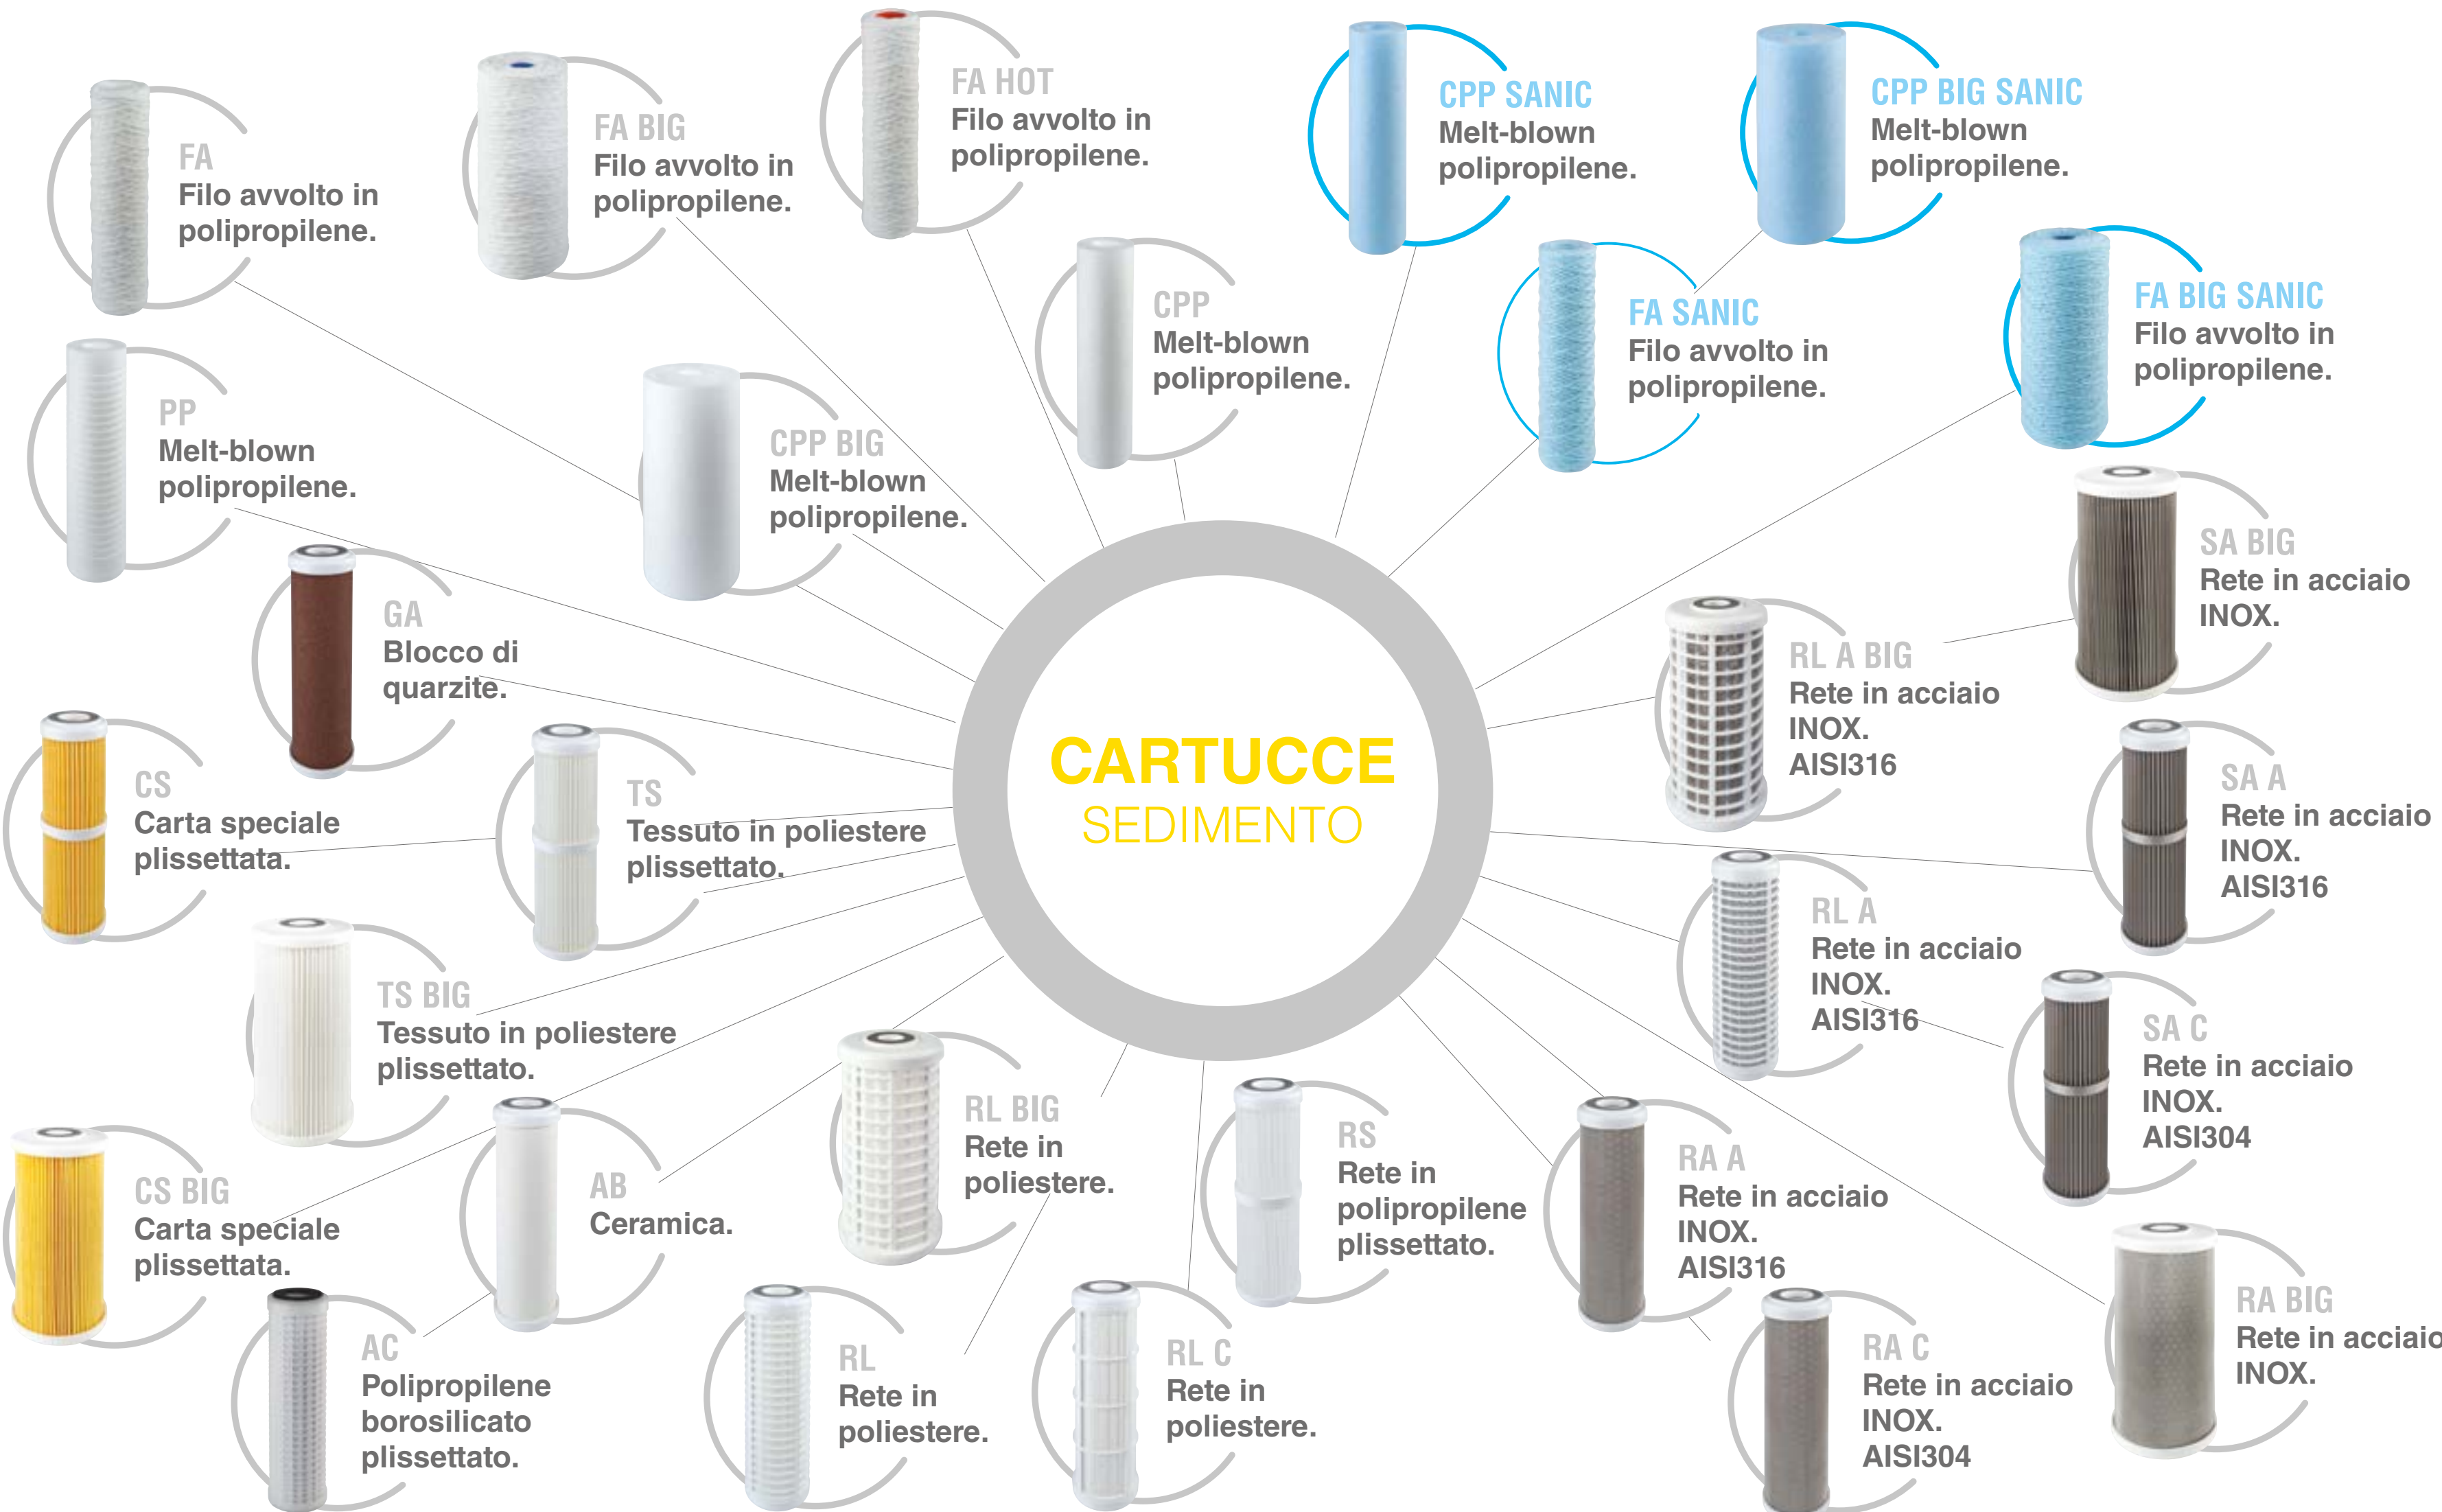 FA
Filo avvolto in
polipropilene.
FA BIG
Filo avvolto in
polipropilene.
FA HOT
Filo avvolto in
polipropilene.
CPP SANIC
Melt-blown
polipropilene.
CPP BIG SANIC
Melt-blown
polipropilene.
PP
Melt-blown
polipropilene.
CPP BIG
Melt-blown
polipropilene.
CPP
Melt-blown
polipropilene.
FA SANIC
Filo avvolto in
polipropilene.
FA BIG SANIC
Filo avvolto in
polipropilene.
GA
Blocco di
quarzite.
SA BIG
Rete in acciaio
INOX.
RL A BIG
Rete in acciaio
INOX.
AISI316
CS
Carta speciale
plissettata.
TS
Tessuto in poliestere
plissettato.
CARTUCCE
SEDIMENTO
SA A
Rete in acciaio
INOX.
AISI316
RL A
Rete in acciaio
INOX.
AISI316
TS BIG
Tessuto in poliestere
plissettato.
SA C
Rete in acciaio
INOX.
AISI304
CS BIG
Carta speciale
plissettata.
AB
Ceramica.
RL BIG
Rete in
poliestere.
RS
Rete in
polipropilene
plissettato.
RA A
Rete in acciaio
INOX.
AISI316
AC
Polipropilene
borosilicato
plissettato.
RL
Rete in
poliestere.
RL C
Rete in
poliestere.
RA C
Rete in acciaio
INOX.
AISI304
RA BIG
Rete in acciaio
INOX.